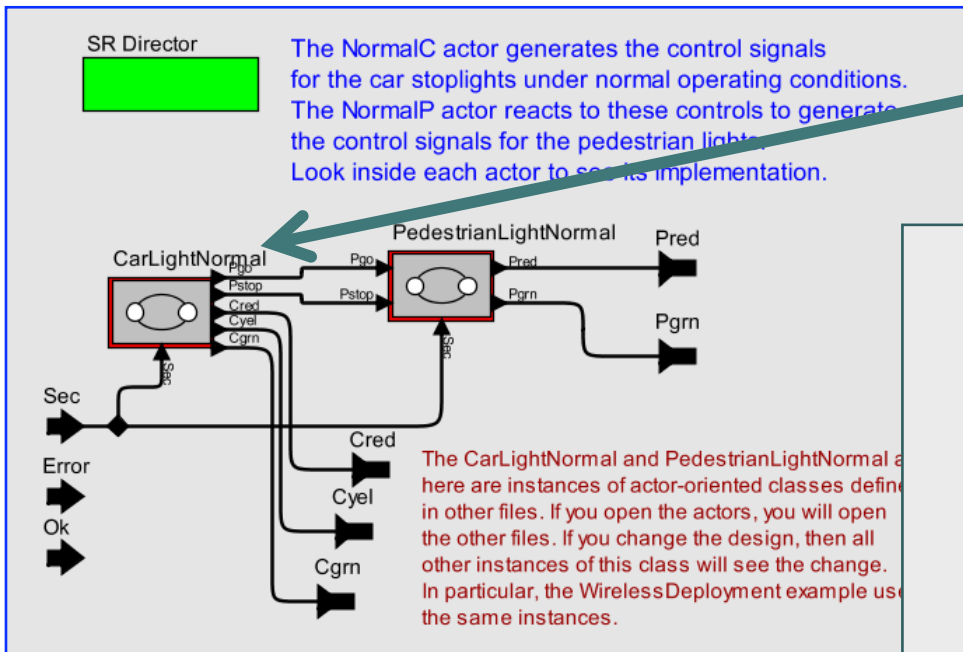 SR Director
The NormalC actor generates the control signals
for the car stoplights under normal operating conditions.
The NormalP actor reacts to these controls to generate
the control signals for the pedestrian lights.
Look inside each actor to see its implementation.
CarLightNormal
PedestrianLightNormal
Pgo
Pstop
Cred
Cyel
Cgrn
Sec
Pgo
Pstop
Pred
Pgrn
Sec
Pred
Pgrn
Sec
Error
Ok
Cred
Cyel
Cgrn
The CarLightNormal and PedestrianLightNormal
here are instances of actor-oriented classes
in other files. If you open the actors, you will open
the other files. If you change the design, then all
other instances of this class will see the change.
In particular, the WirelessDeployment example
the same instances.